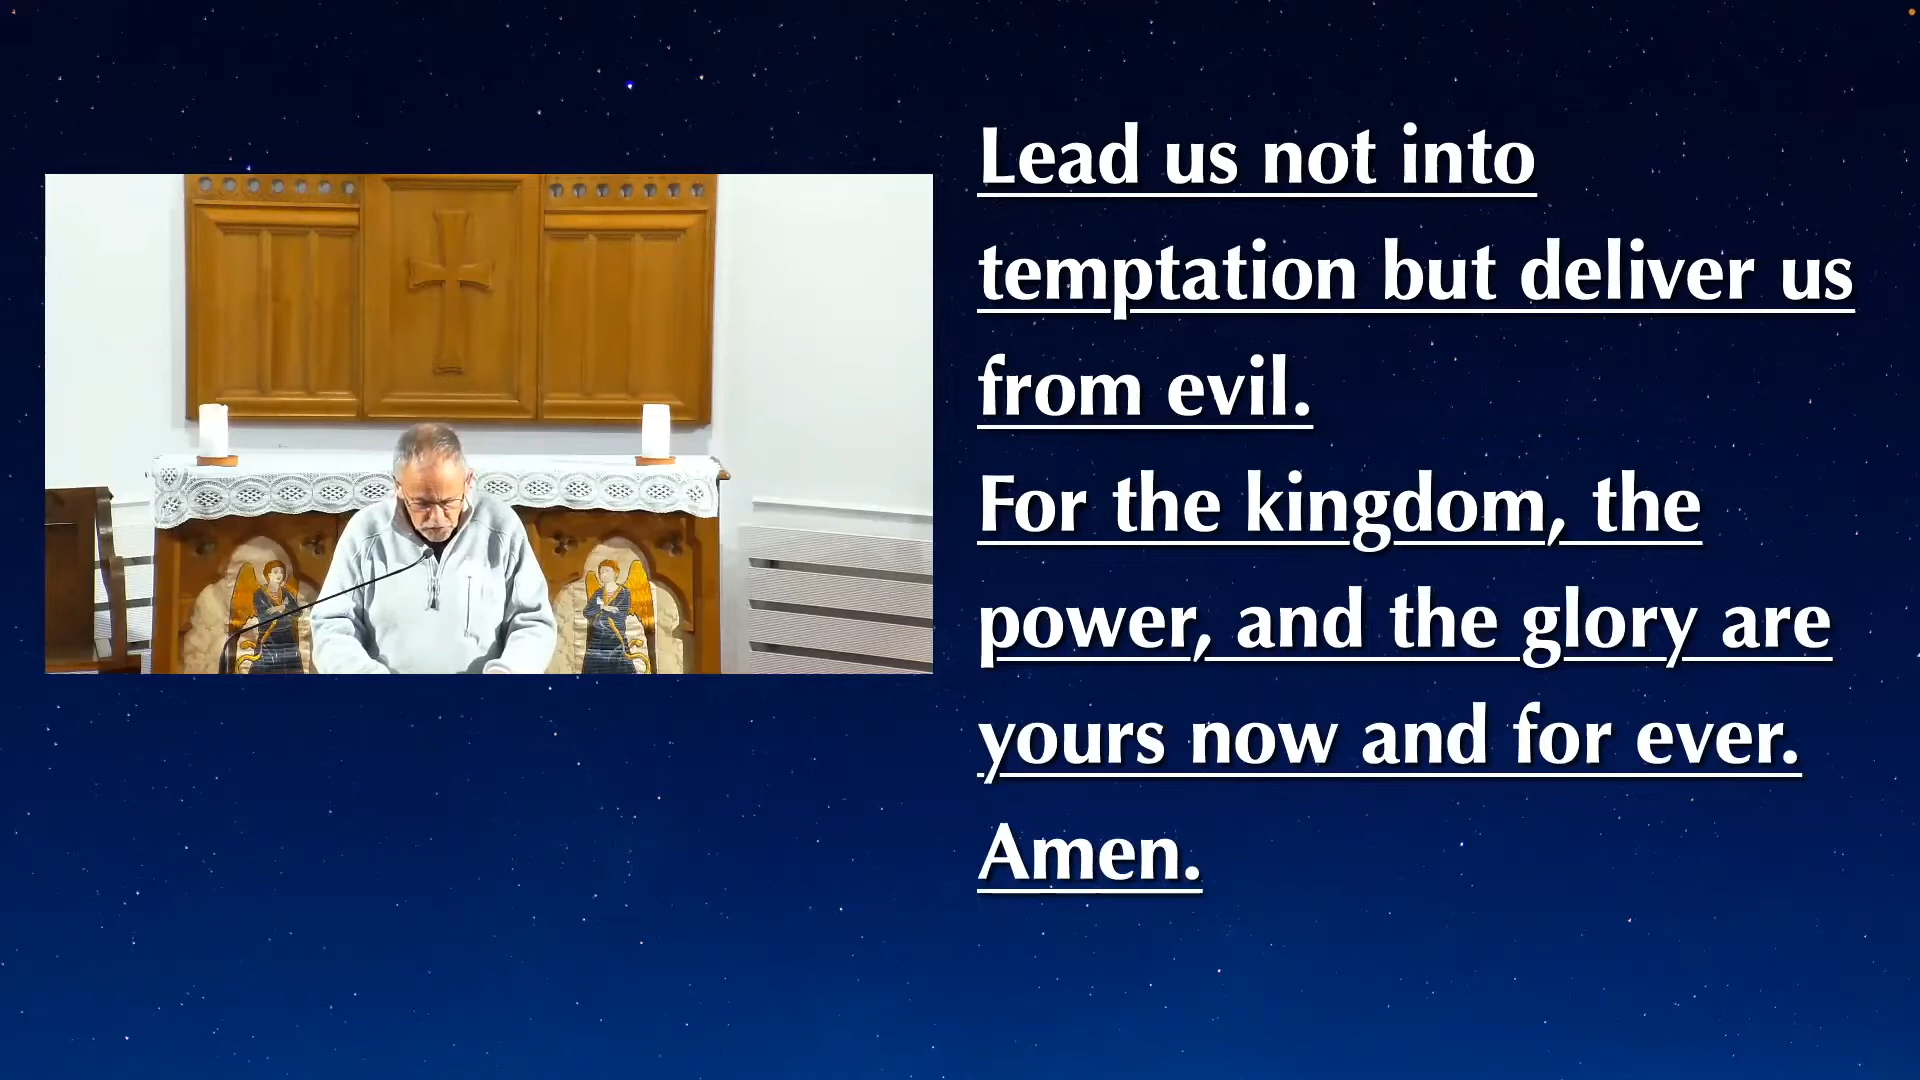 Lead us not into
temptation but deliver us
from evil.
For the kingdom, the
power, and the glory are
yours now and for ever.
Amen.